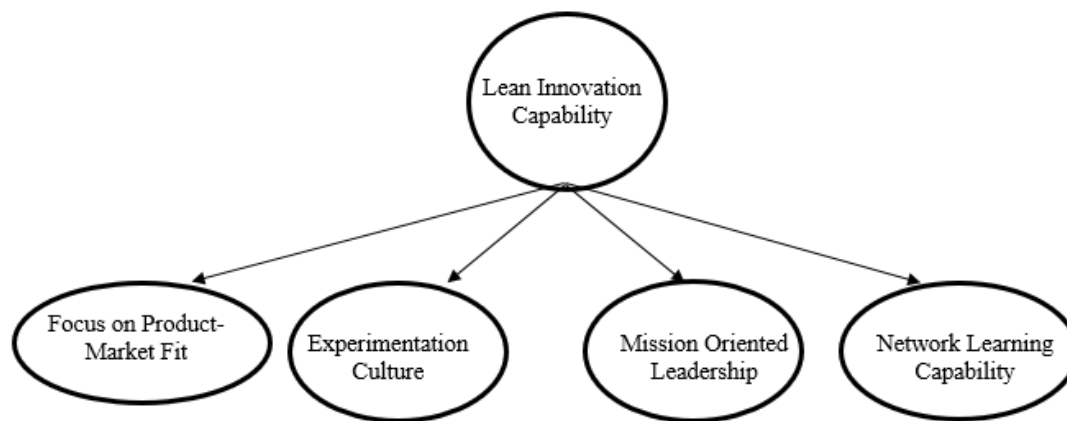 Lean Innovation
Capability
Focus on Product-
Market Fit
Experimentation
Culture
Mission Oriented
Leadership
Network Learning
Capability